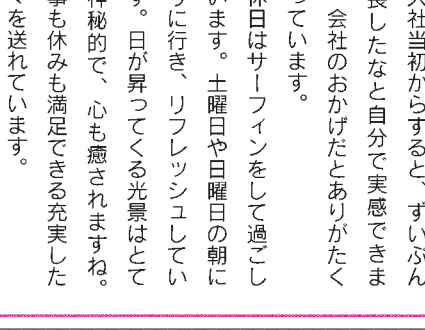 入社当初からすると、ずいぶん
長したなと自分で実感できま
会社のおかげだとありがたく
っています。
休日はサーフィンをして過ごし
います。土曜日や日曜日の朝に
うに行き、リフレッシュしてい
す。日が昇ってくる光景はとて
神秘的で、心も癒されますね。
事も休みも満足できる充実した
々を送れています。